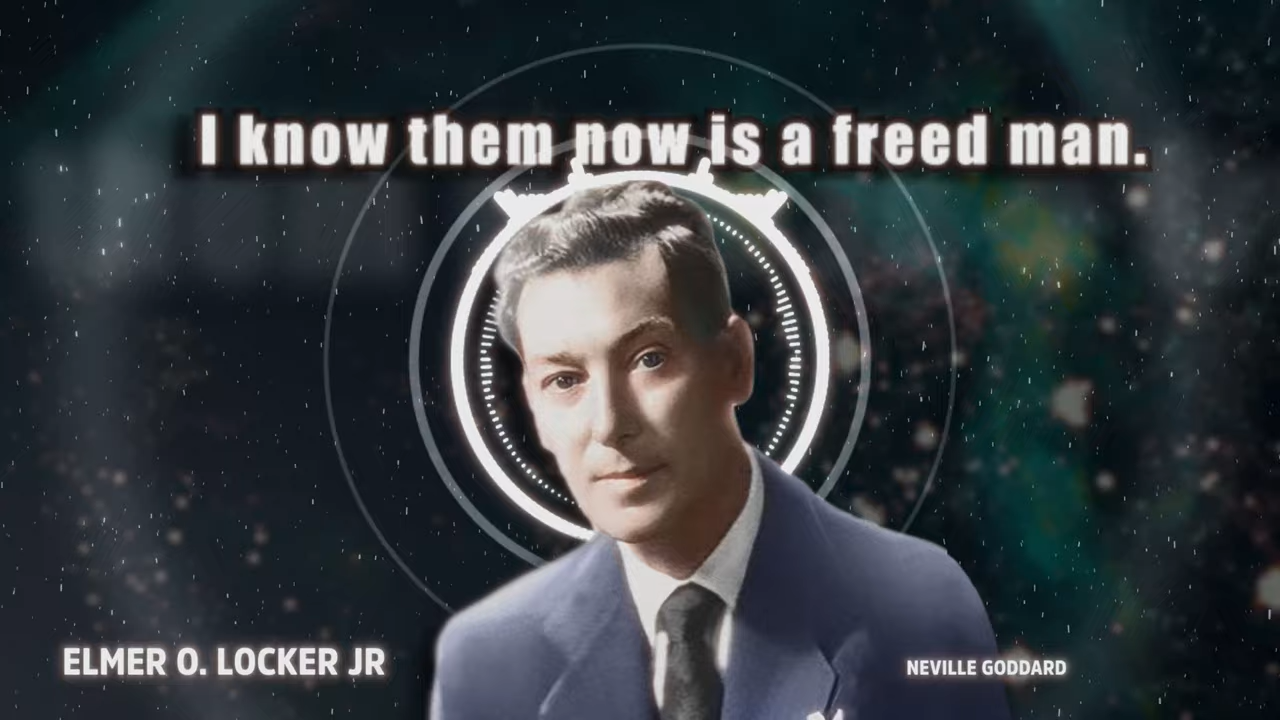 I know them now is a freed man.
ELMER O. LOCKER JR
NEVILLE GODDARD